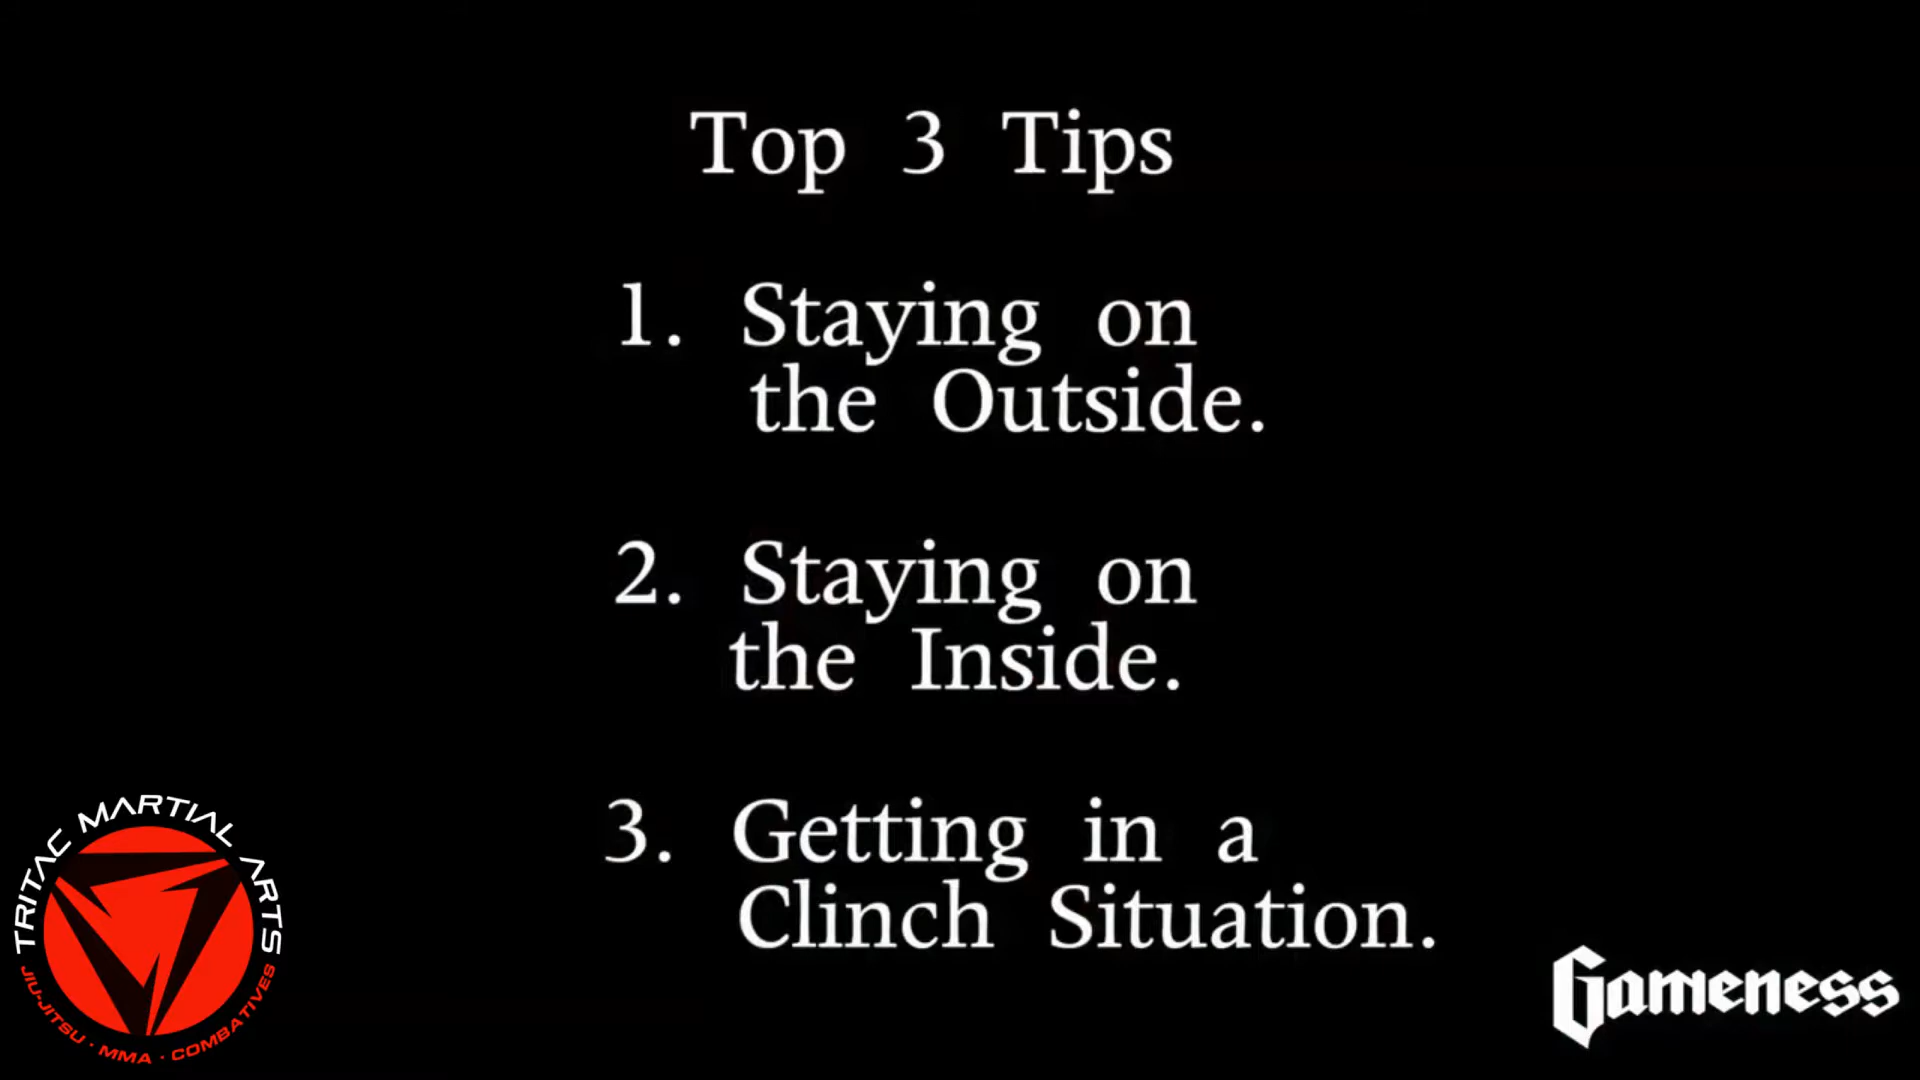 Top 3 Tips
1. Staying on
the Outside.
2. Staying on
the Inside.
3. Getting in a
Clinch Situation.
TRITAC MARTIAL ARTS
JIU-JITSU · MMA · COMBATIVES
Gameness